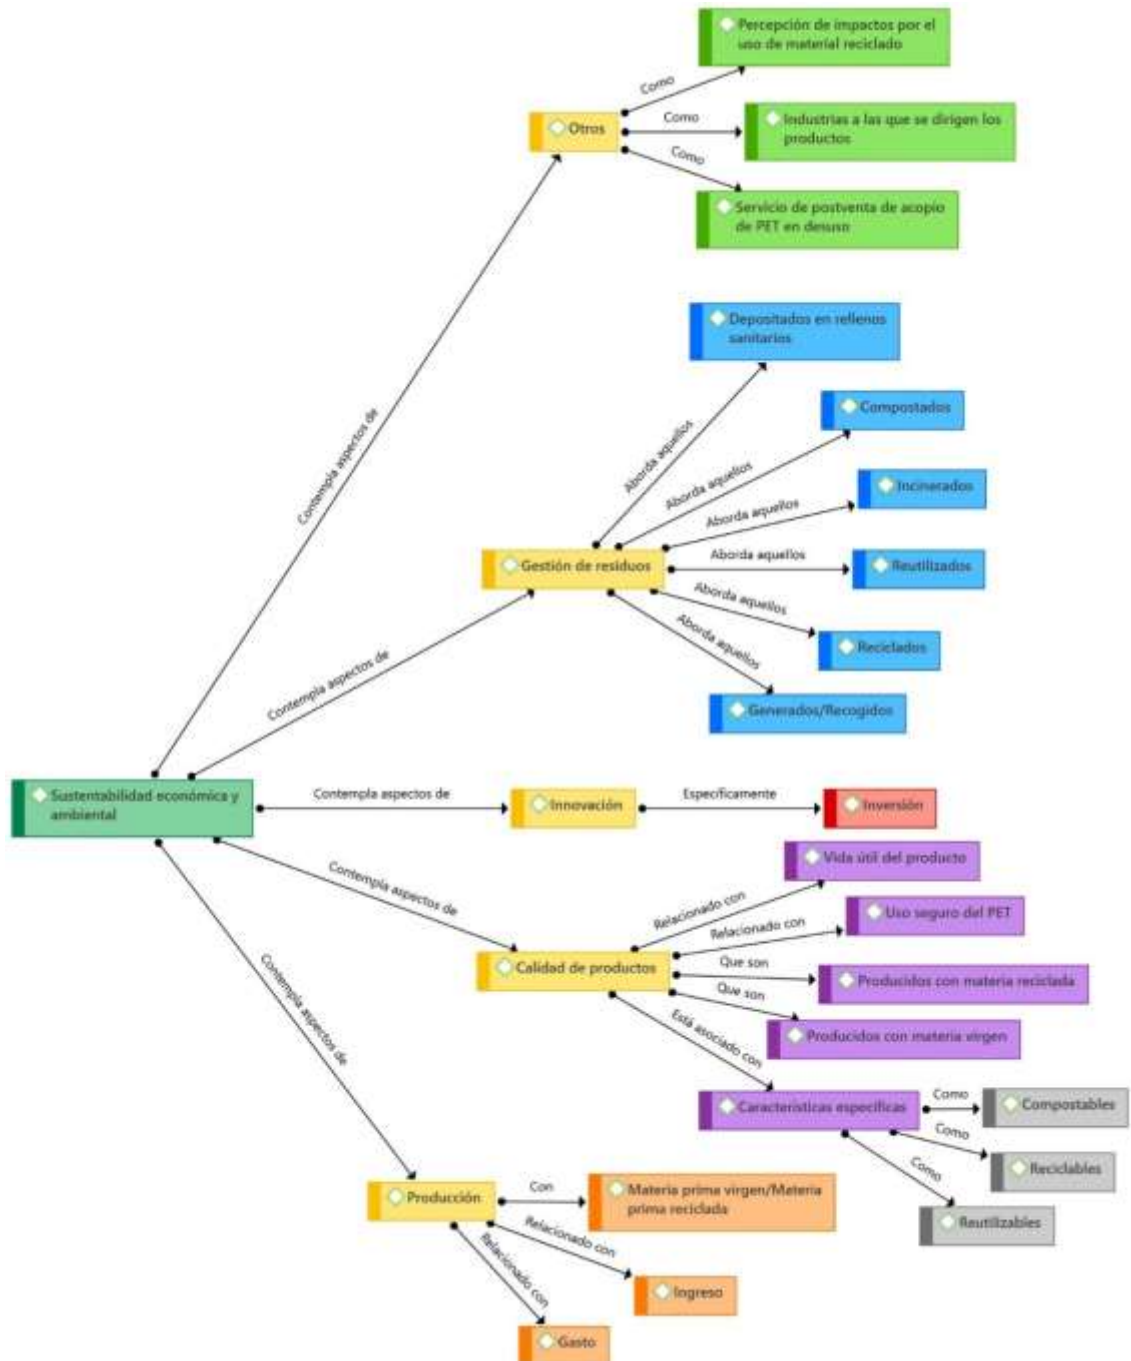 Percepción de impactos por el
uso de material reciclado
Como
Otros
Como
Industrias a las que se dirigen los
productos
Como
Servicio de postventa de acopio
de PET en desuso
Contempla aspectos de
Depositados en rellenos
sanitarios
Aborda aquellos
Compostados
Aborda aquellos
Incinerados
Aborda aquellos
Gestión de residuos
Aborda aquellos
Reutilizados
Aborda aquellos
Reciclados
Aborda aquellos
Generados/Recogidos
Contempla aspectos de
Sustentabilidad económica y
ambiental
Contempla aspectos de
Innovación
Específicamente
Inversión
Contempla aspectos de
Vida útil del producto
Relacionado con
Uso seguro del PET
Relacionado con
Calidad de productos
Que son
Producidos con materia reciclada
Que son
Producidos con materia virgen
Está asociado con
Características específicas
Como
Compostables
Como
Reciclables
Como
Reutilizables
Contempla aspectos de
Producción
Con
Materia prima virgen/Materia
prima reciclada
Relacionado con
Ingreso
Relacionado con
Gasto